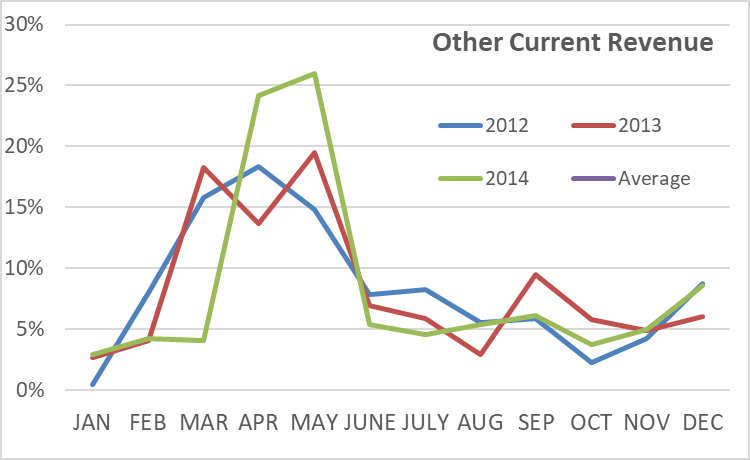 Other Current Revenue
2012 2013
2014 Average
30%
25%
20%
15%
10%
5%
0%
JAN FEB MAR APR MAY JUNE JULY AUG SEP OCT NOV DEC